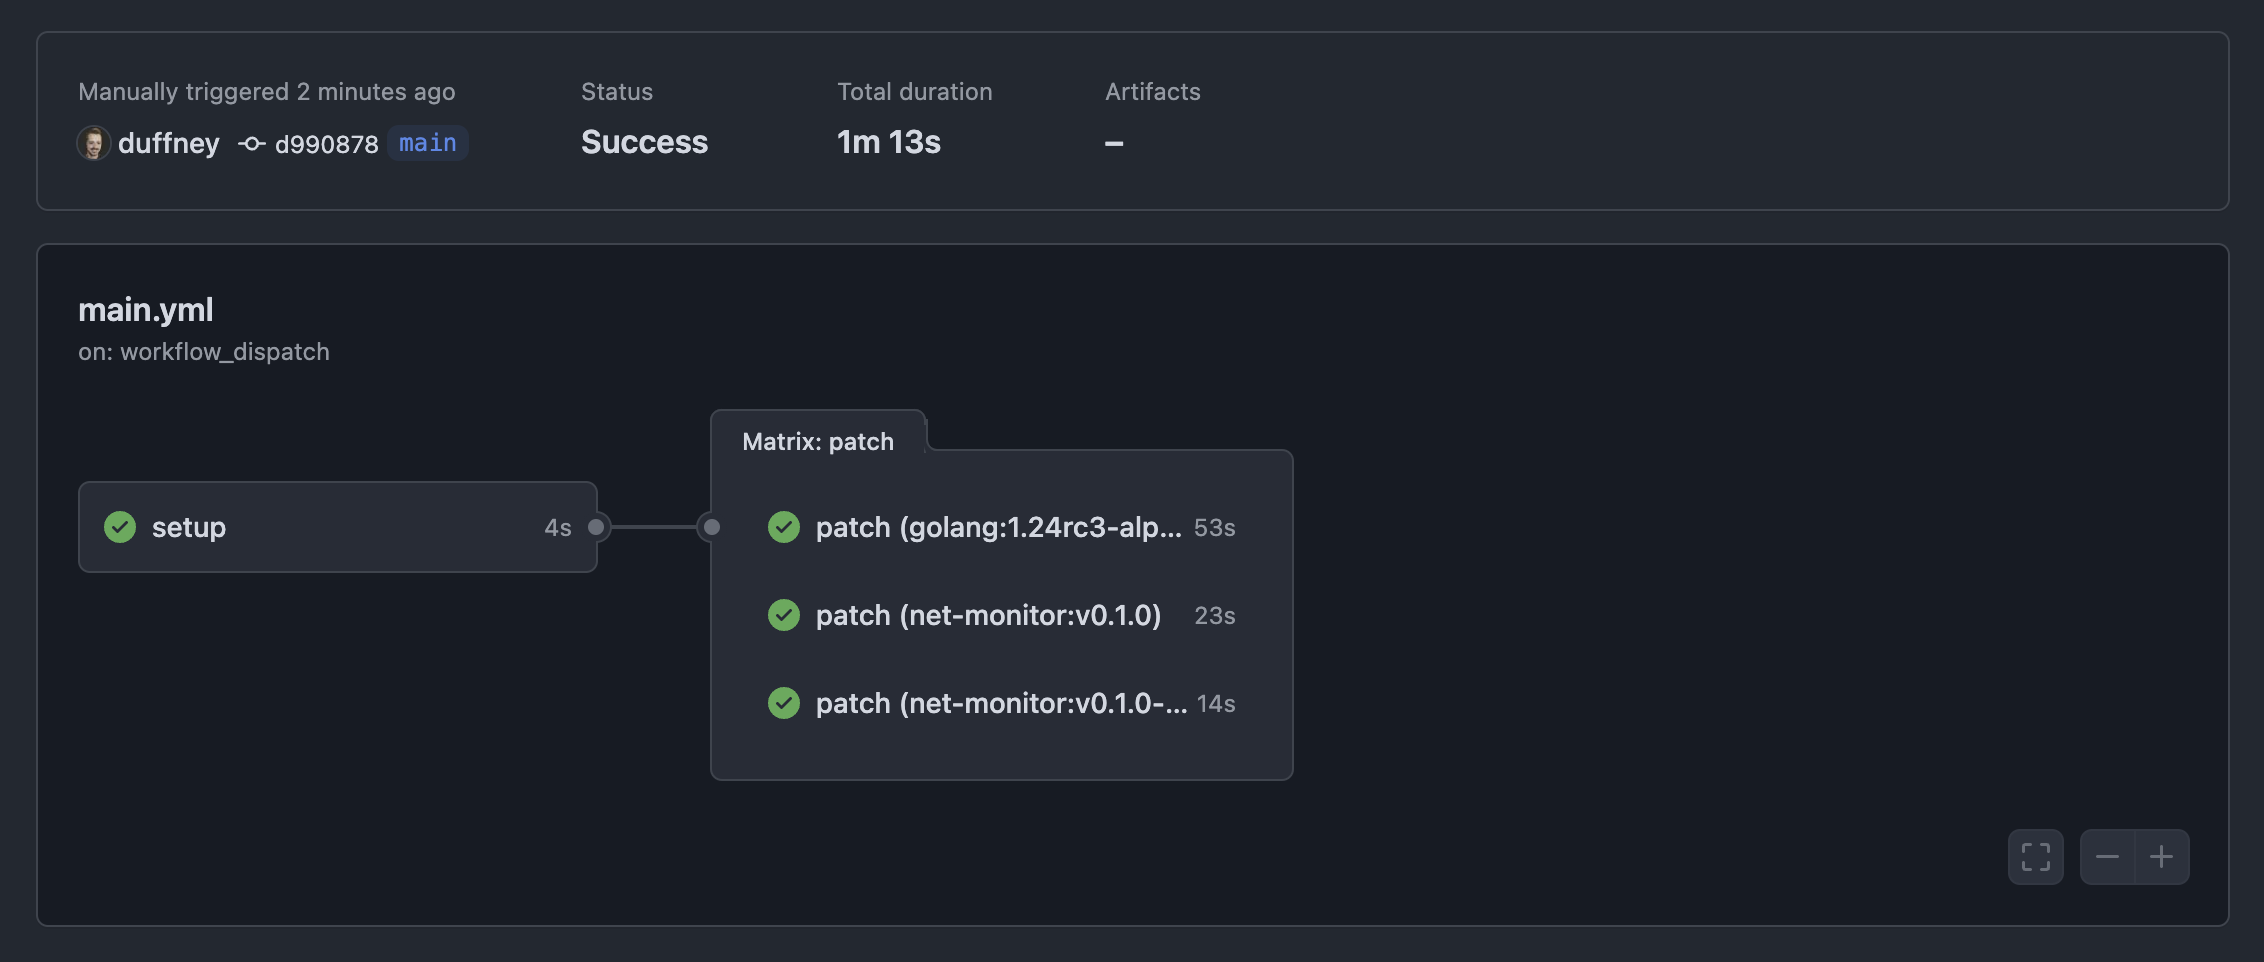 Manually triggered 2 minutes ago
duffney d990878 main
Status
Success
Total duration
1m 13s
Artifacts
–
main.yml
on: workflow_dispatch
setup 4s
Matrix: patch
patch (golang:1.24rc3-alp... 53s
patch (net-monitor:v0.1.0) 23s
patch (net-monitor:v0.1.0-... 14s